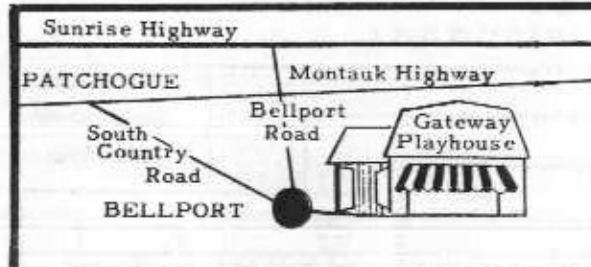 Sunrise Highway
PATCHOGUE
Montauk Highway
Bellport
Road
South
Country
Road
Gateway
Playhouse
BELLPORT